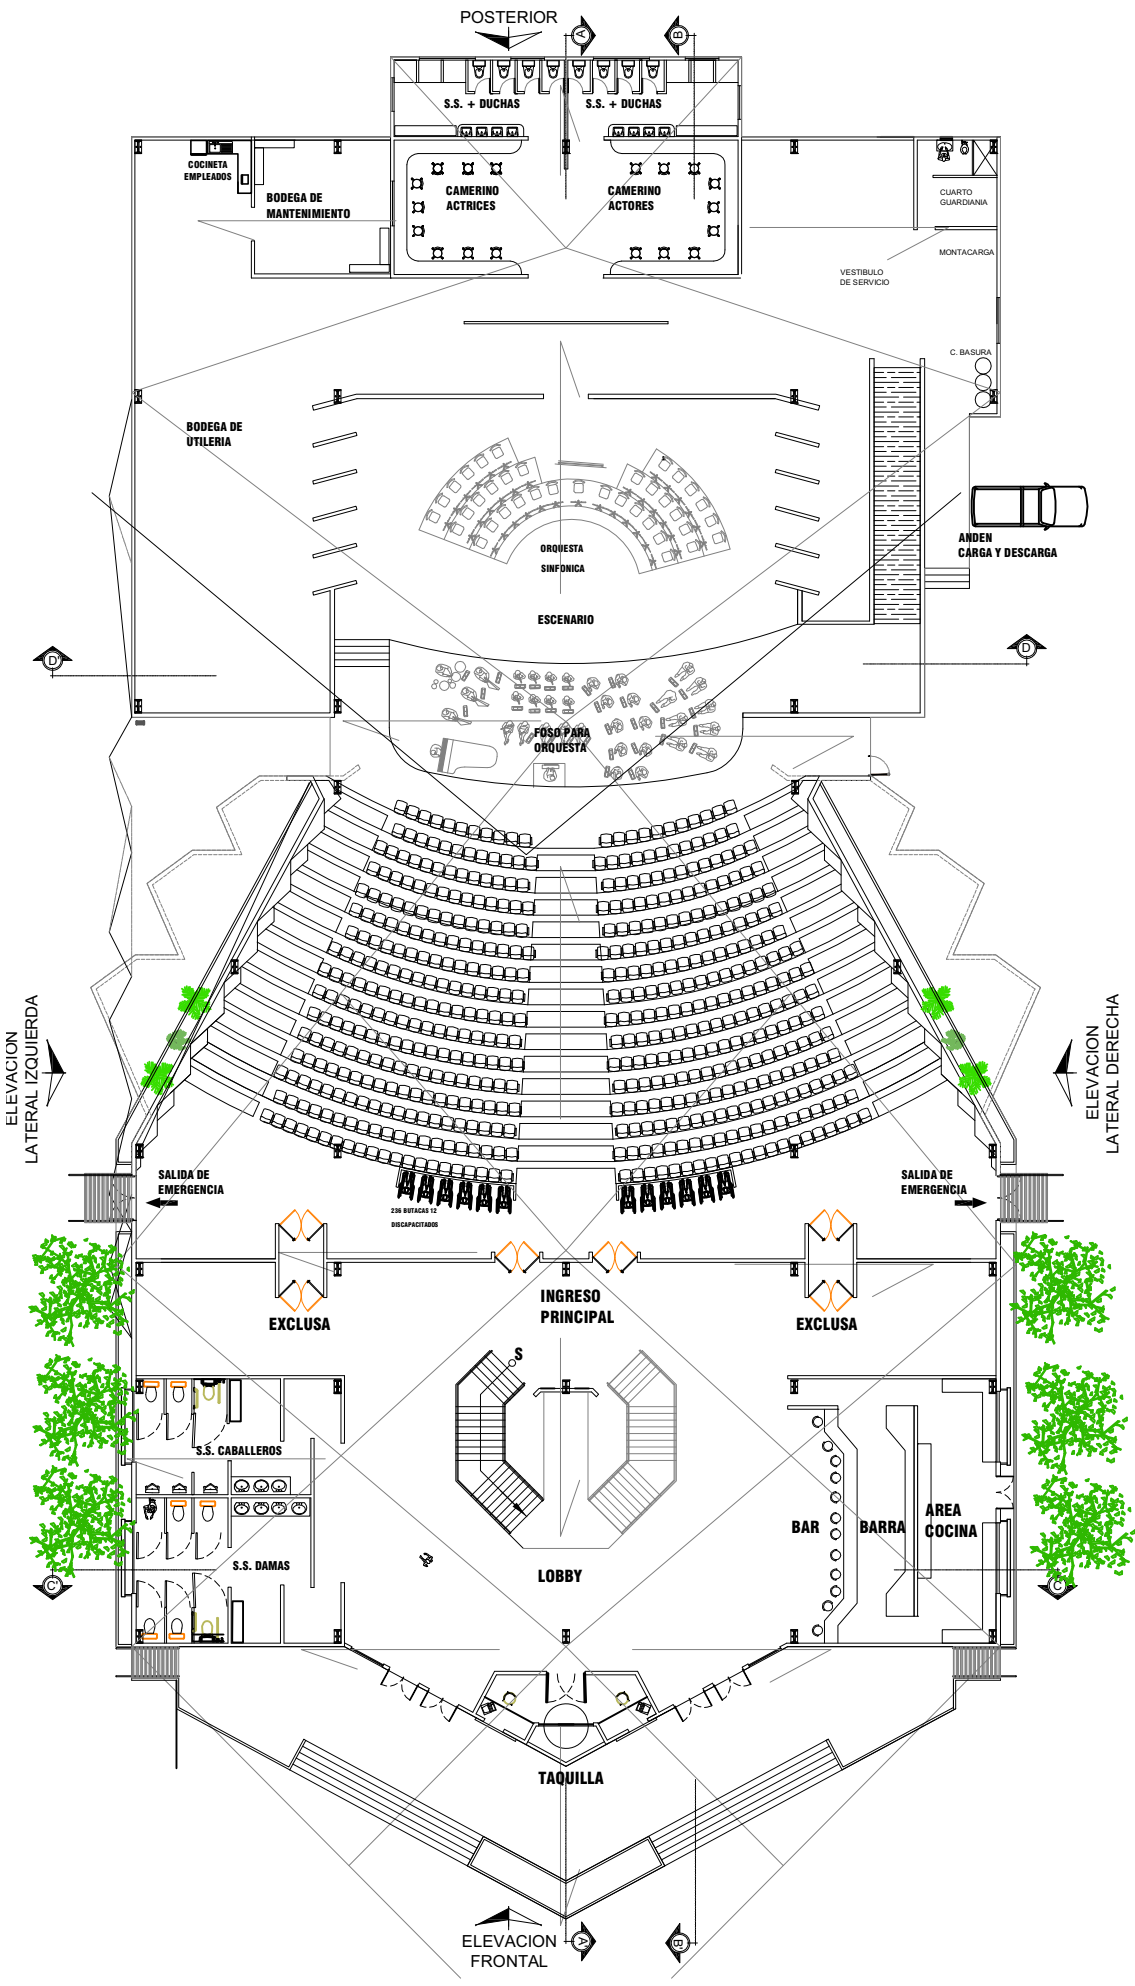 POSTERIOR
A
B
S.S. + DUCHAS
S.S. + DUCHAS
COCINETA
EMPLEADOS
BODEGA DE
MANTENIMIENTO
CAMERINO
ACTRICES
CAMERINO
ACTORES
CUARTO
GUARDIANIA
MONTACARGA
VESTIBULO
DE SERVICIO
C. BASURA
BODEGA DE
UTILERIA
ORQUESTA
SINFONICA
ANDEN
CARGA Y DESCARGA
ESCENARIO
D'
D
FOSO PARA
ORQUESTA
ELEVACION
LATERAL IZQUIERDA
ELEVACION
LATERAL DERECHA
SALIDA DE
EMERGENCIA
SALIDA DE
EMERGENCIA
236 BUTACAS 12
DISCAPACITADOS
INGRESO
PRINCIPAL
EXCLUSA
EXCLUSA
S
S.S. CABALLEROS
S.S. DAMAS
BAR
BARRA
AREA
COCINA
LOBBY
C'
C
TAQUILLA
ELEVACION
FRONTAL
A'
B'